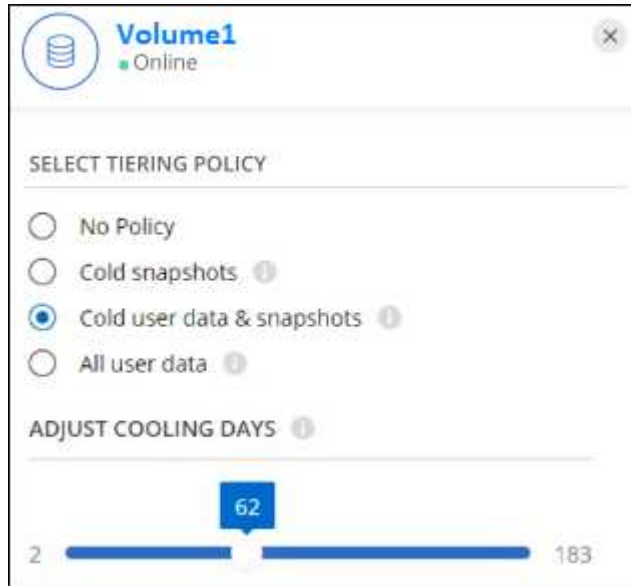 Volume1
Online
SELECT TIERING POLICY
No Policy
Cold snapshots
Cold user data & snapshots
All user data
ADJUST COOLING DAYS
62
2 183